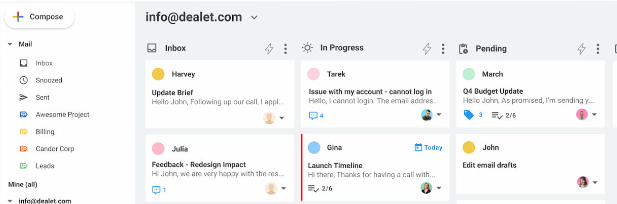 Compose
info@dealet.com
Mail
Inbox
Snoozed
Sent
Awesome Project
Billing
Candor Corp
Leads
Mine (all)
info@dealet.com
Inbox
Harvey
Update Brief
Hello John, Following up our call, I appl...
Julia
Feedback - Redesign Impact
Hi John, we are very happy with the res...
1
In Progress
Tarek
Issue with my account - cannot log in
Hello, I cannot login. The email addres...
4
Gina
Today
Launch Timeline
Hi there, Thanks for having a call with...
2/6
Pending
March
Q4 Budget Update
Hello John, As promised, I'm sending y...
3 2/6
John
Edit email drafts